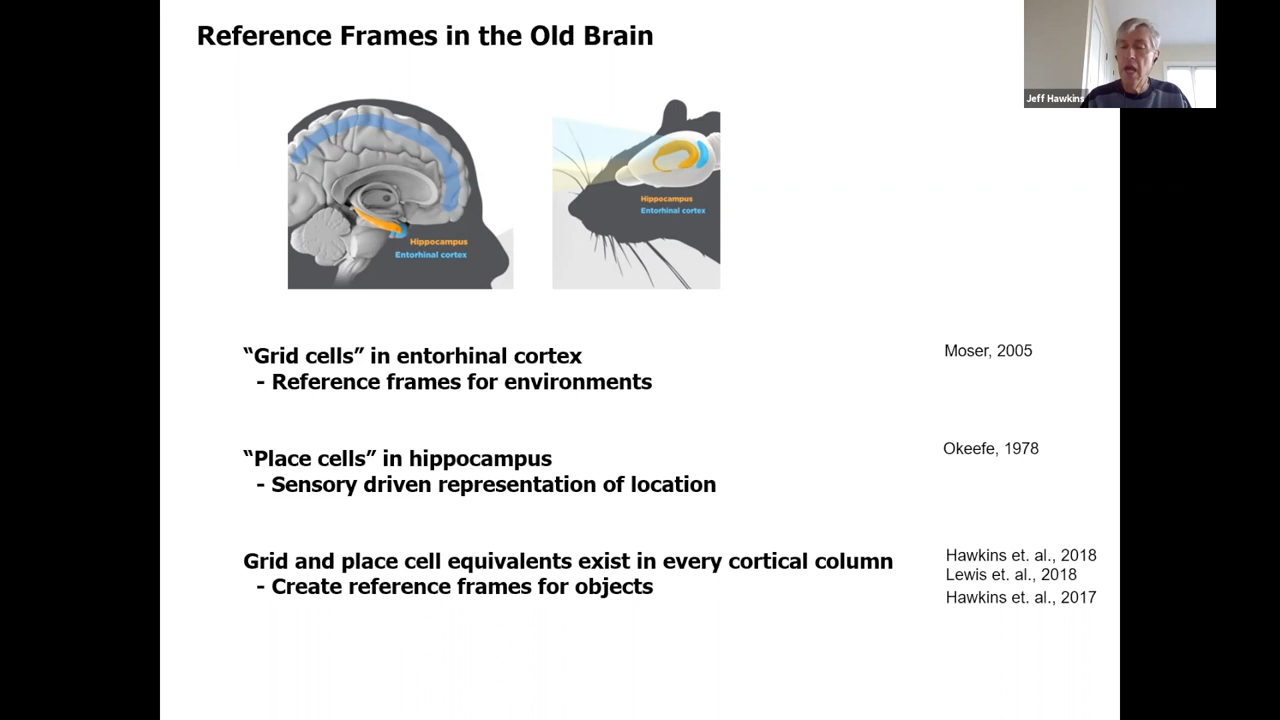 Reference Frames in the Old Brain
Jeff Hawkins
Hippocampus
Entorhinal cortex
Hippocampus
Entorhinal cortex
“Grid cells” in entorhinal cortex
- Reference frames for environments
Moser, 2005
“Place cells” in hippocampus
- Sensory driven representation of location
Okeefe, 1978
Grid and place cell equivalents exist in every cortical column
- Create reference frames for objects
Hawkins et. al., 2018
Lewis et. al., 2018
Hawkins et. al., 2017